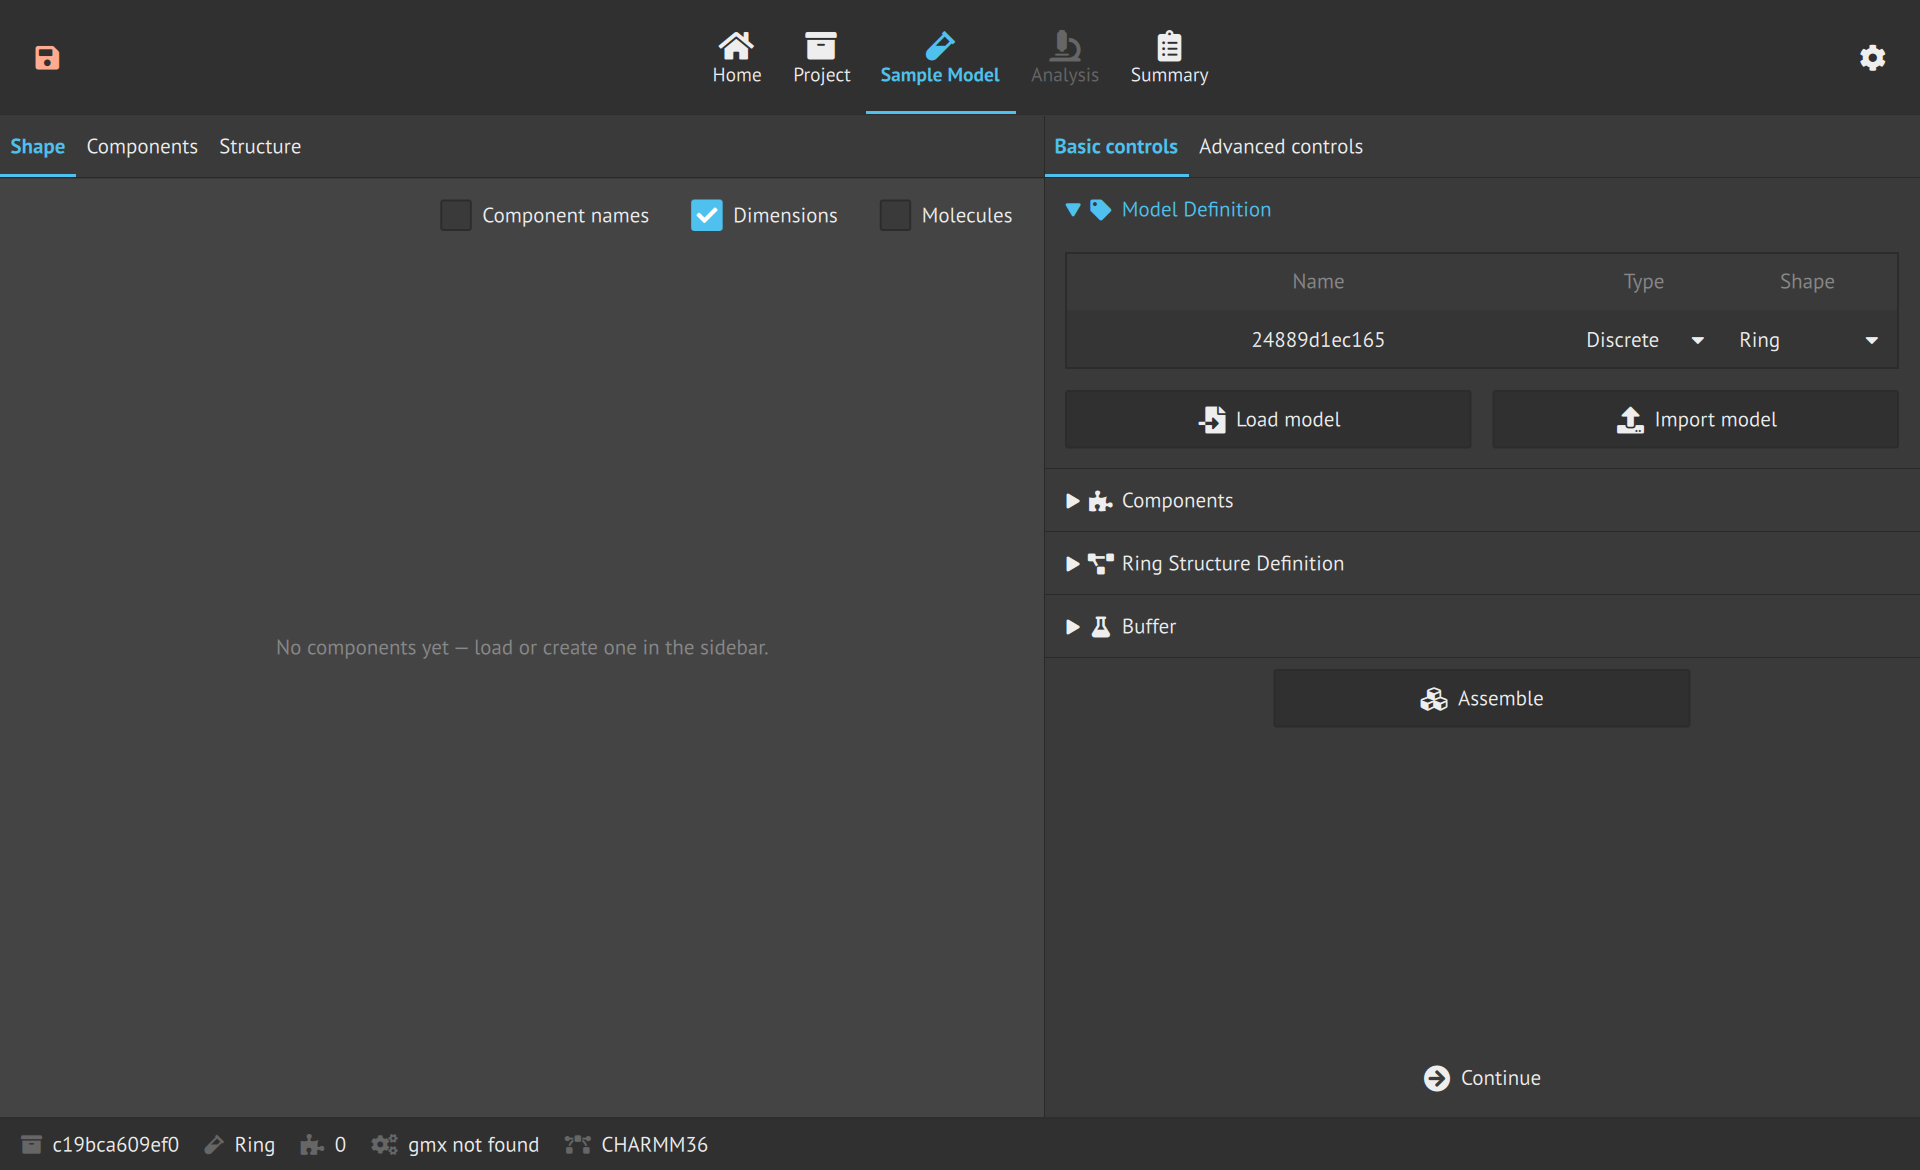 Home Project Sample Model Analysis Summary
Shape Components Structure
Basic controls Advanced controls
Component names Dimensions Molecules
Model Definition
Name Type Shape
24889d1ec165 Discrete Ring
Load model Import model
Components
Ring Structure Definition
Buffer
No components yet — load or create one in the sidebar.
Assemble
Continue
c19bca609ef0 Ring 0 gmx not found CHARMM36